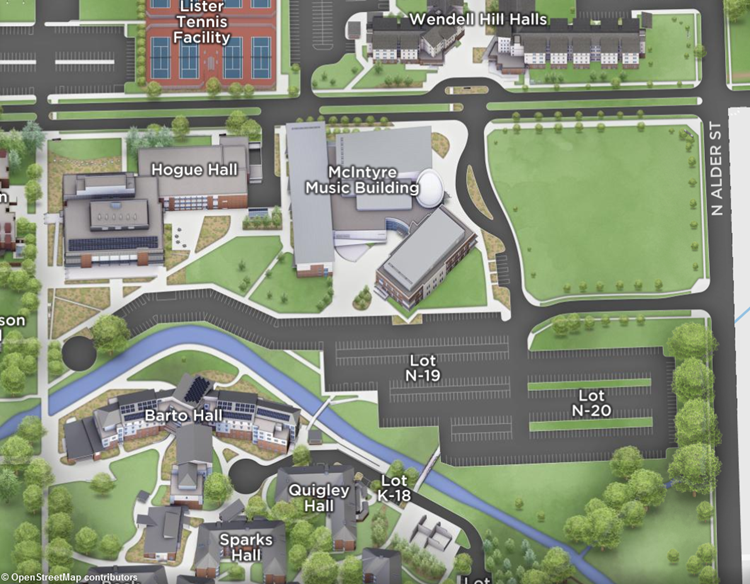 Lister
Tennis
Facility
Wendell Hill Halls
Hogue Hall
McIntyre
Music Building
N ALDER ST
Lot
N-19
Lot
N-20
Barto Hall
Quigley
Hall
Lot
K-18
Sparks
Hall
Lot
© OpenStreetMap contributors